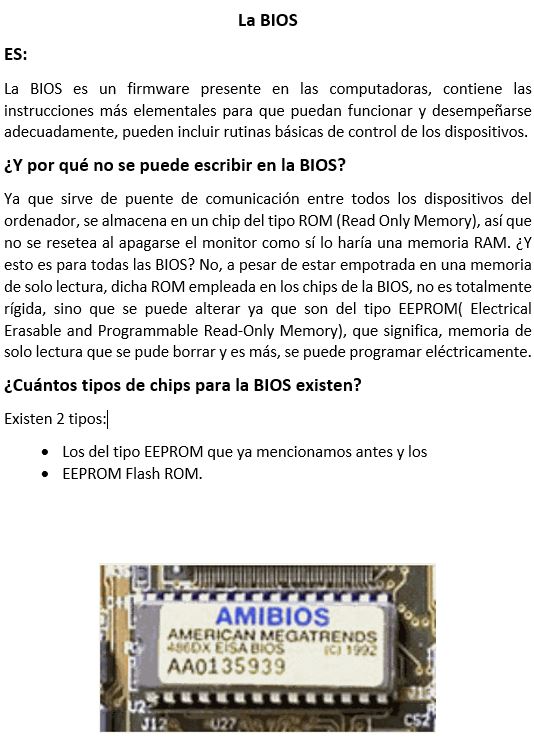 La BIOS
ES:
La BIOS es un firmware presente en las computadoras, contiene las
instrucciones más elementales para que puedan funcionar y desempeñarse
adecuadamente, pueden incluir rutinas básicas de control de los dispositivos.
¿Y por qué no se puede escribir en la BIOS?
Ya que sirve de puente de comunicación entre todos los dispositivos del
ordenador, se almacena en un chip del tipo ROM (Read Only Memory), así que
no se resetea al apagarse el monitor como sí lo haría una memoria RAM. ¿Y
esto es para todas las BIOS? No, a pesar de estar empotrada en una memoria
de solo lectura, dicha ROM empleada en los chips de la BIOS, no es totalmente
rígida, sino que se puede alterar ya que son del tipo EEPROM( Electrical
Erasable and Programmable Read-Only Memory), que significa, memoria de
solo lectura que se pude borrar y es más, se puede programar eléctricamente.
¿Cuántos tipos de chips para la BIOS existen?
Existen 2 tipos:
• Los del tipo EEPROM que ya mencionamos antes y los
• EEPROM Flash ROM.
AMIBIOS
AMERICAN MEGATRENDS
486DX EISA BIOS (C) 1992
AA0135939
J12 U27 CS2